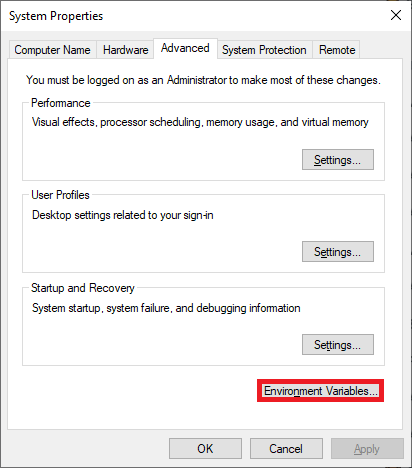 System Properties
Computer Name Hardware Advanced System Protection Remote
You must be logged on as an Administrator to make most of these changes.
Performance
Visual effects, processor scheduling, memory usage, and virtual memory
Settings...
User Profiles
Desktop settings related to your sign-in
Settings...
Startup and Recovery
System startup, system failure, and debugging information
Settings...
Environment Variables...
OK Cancel Apply